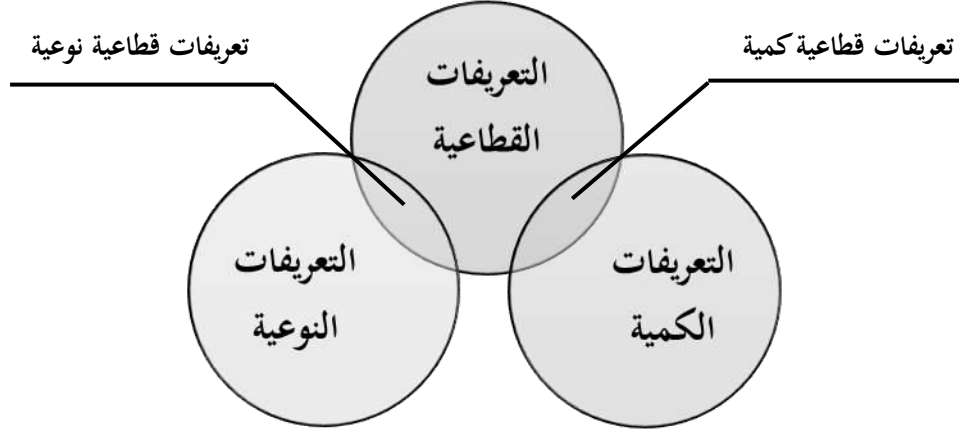 تعريفات قطاعية كمية
تعريفات قطاعية نوعية
التعريفات
القطاعية
التعريفات
الكمية
التعريفات
النوعية